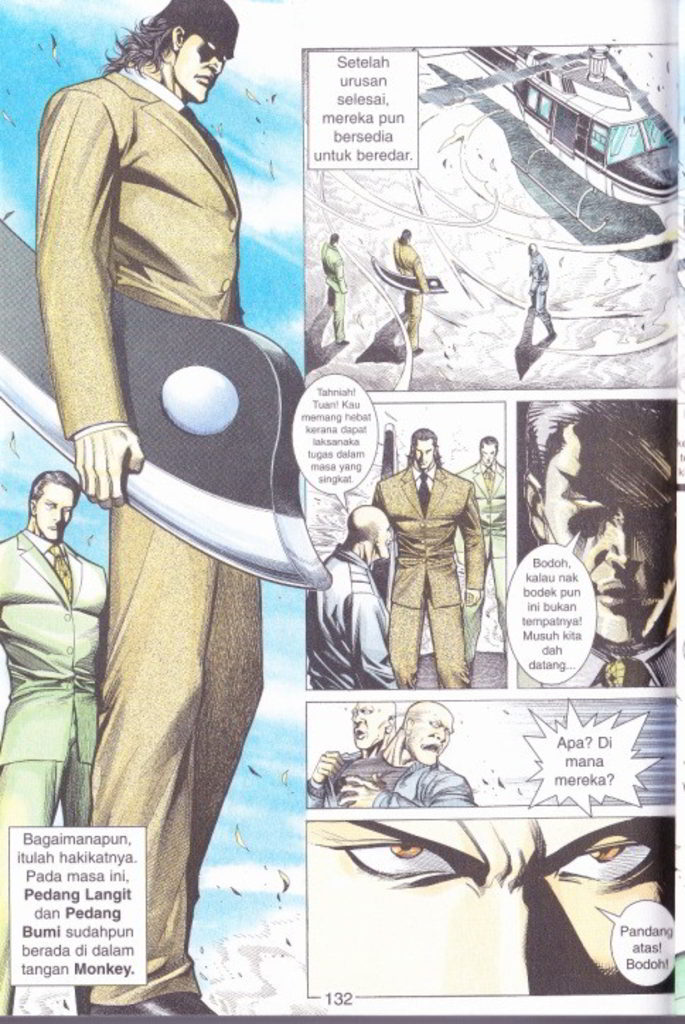 Setelah
urusan
selesai,
mereka pun
bersedia
untuk beredar.
Tahniah!
Tuan! Kau
memang hebat
kerana dapat
laksanaka
tugas dalam
masa yang
singkat.
Bodoh,
kalau nak
bodek pun
ini bukan
tempatnya!
Musuh kita
dah
datang...
Apa? Di
mana
mereka?
Bagaimanapun,
itulah hakikatnya.
Pada masa ini,
Pedang Langit
dan Pedang
Bumi sudahpun
berada di dalam
tangan Monkey.
Pandang
atas!
Bodoh!
132